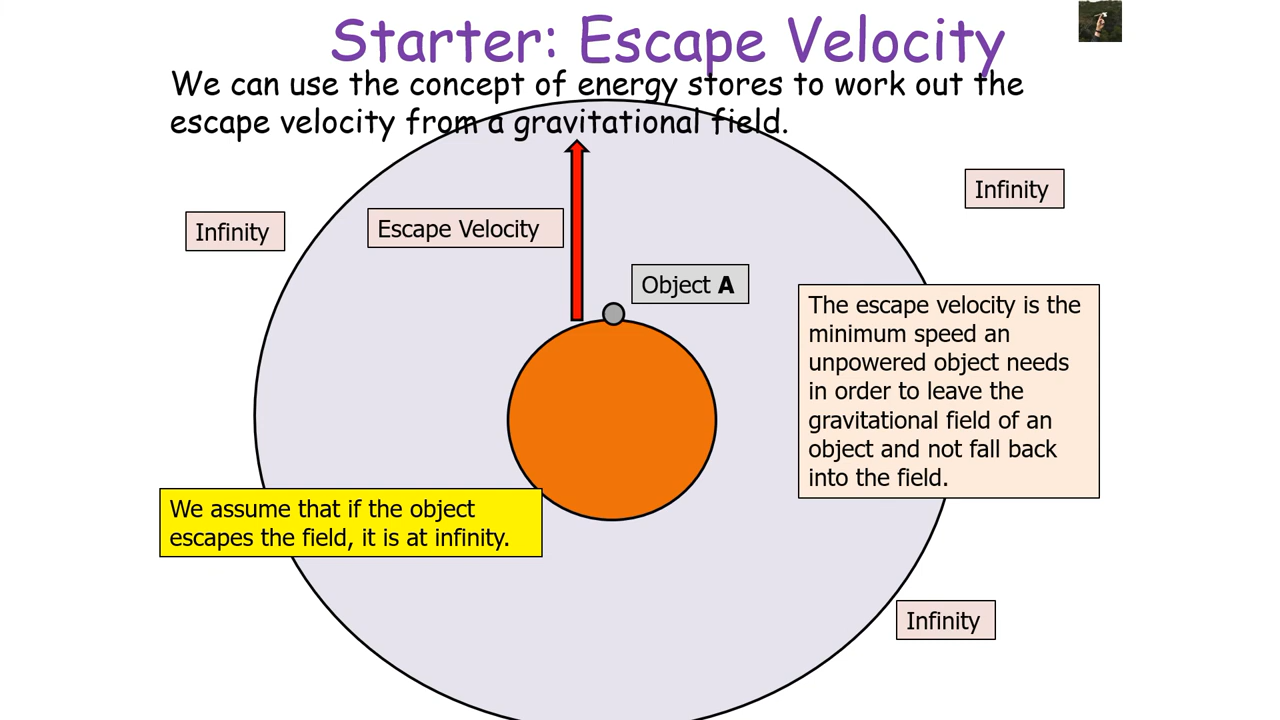 Starter: Escape Velocity
We can use the concept of energy stores to work out the
escape velocity from a gravitational field.
Infinity
Infinity
Escape Velocity
Object A
The escape velocity is the
minimum speed an
unpowered object needs
in order to leave the
gravitational field of an
object and not fall back
into the field.
We assume that if the object
escapes the field, it is at infinity.
Infinity